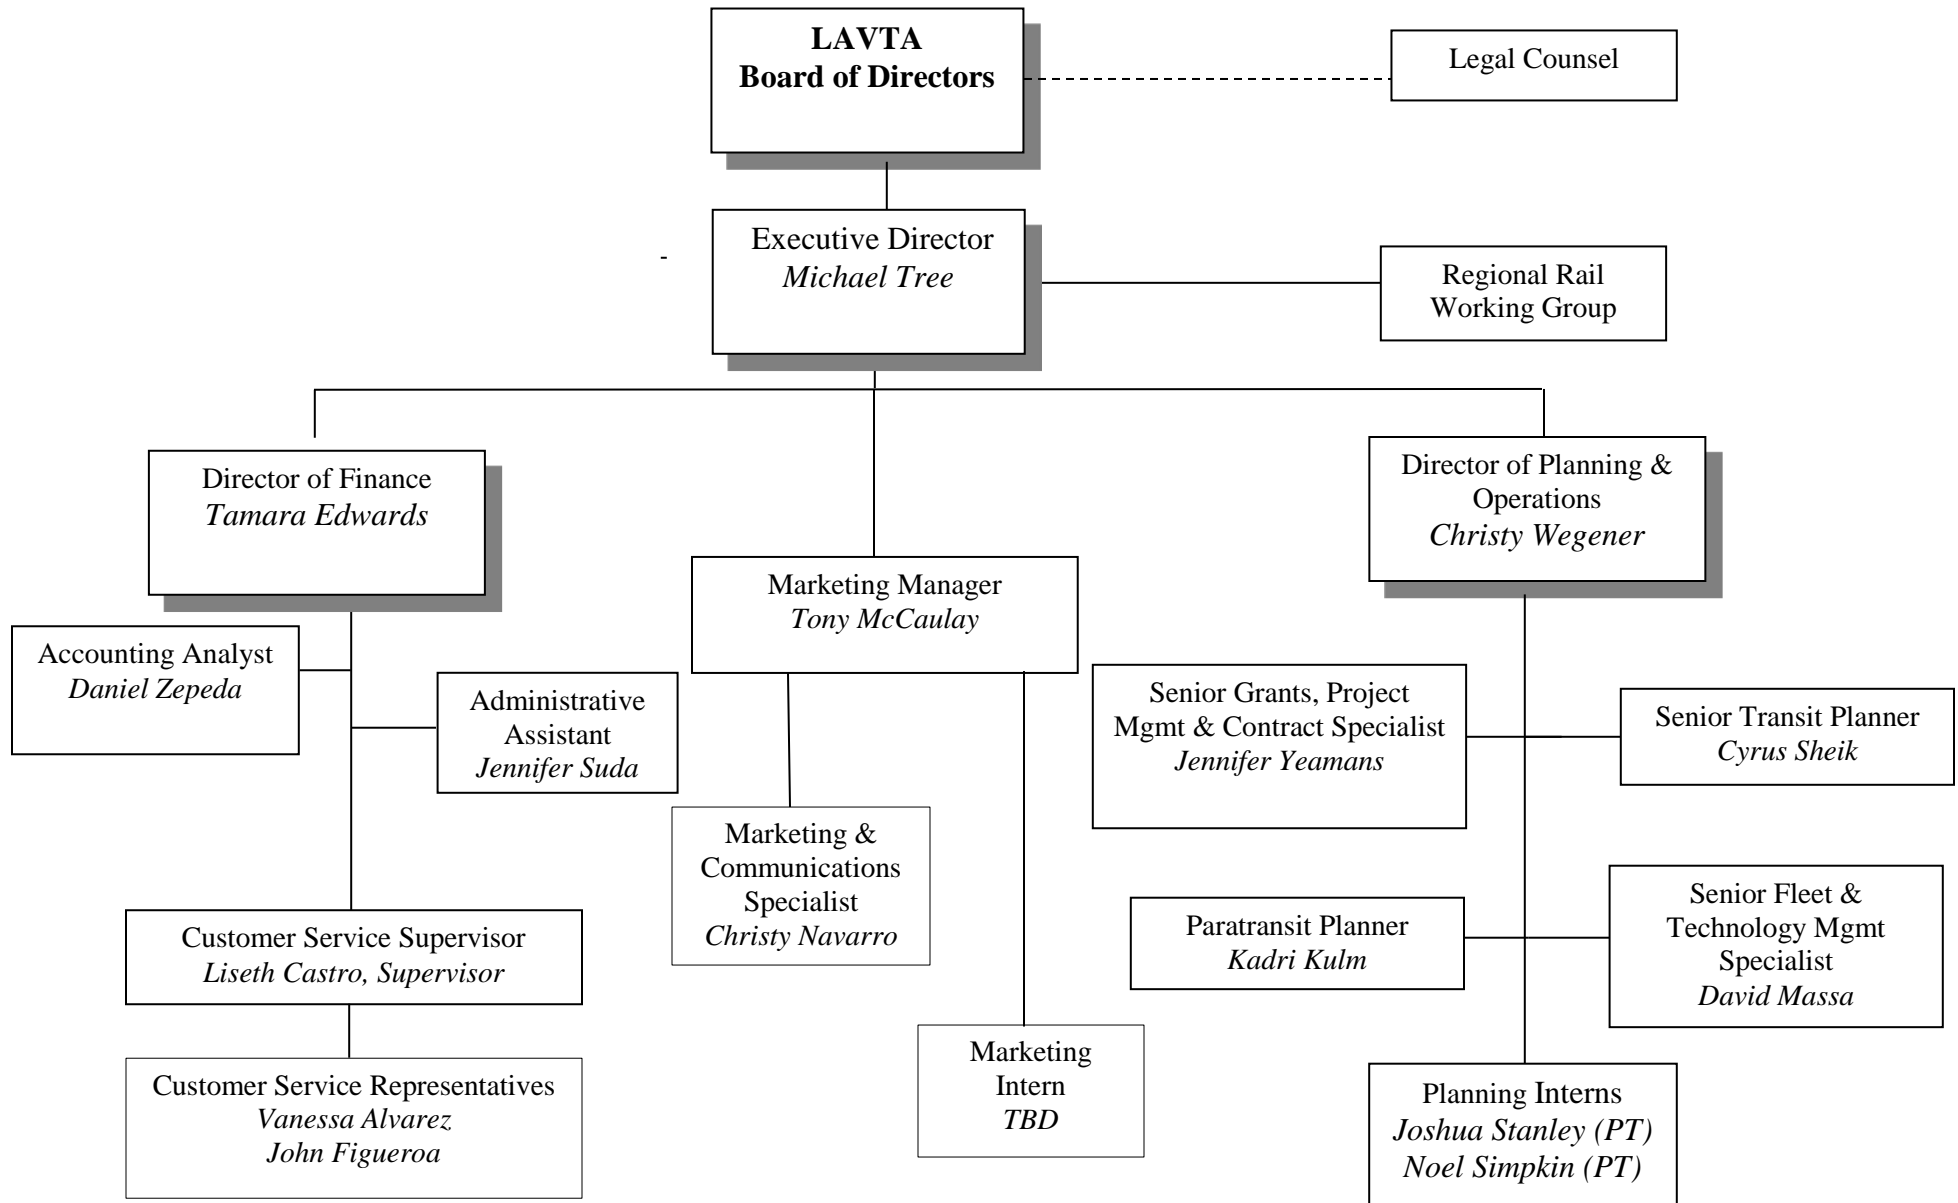 LAVTA
Board of Directors
Legal Counsel
Executive Director
Michael Tree
-
Regional Rail
Working Group
Director of Finance
Tamara Edwards
Director of Planning &
Operations
Christy Wegener
Marketing Manager
Tony McCaulay
Accounting Analyst
Daniel Zepeda
Administrative
Assistant
Jennifer Suda
Senior Grants, Project
Mgmt & Contract Specialist
Jennifer Yeamans
Senior Transit Planner
Cyrus Sheik
Marketing &
Communications
Specialist
Christy Navarro
Paratransit Planner
Kadri Kulm
Senior Fleet &
Technology Mgmt
Specialist
David Massa
Customer Service Supervisor
Liseth Castro, Supervisor
Customer Service Representatives
Vanessa Alvarez
John Figueroa
Marketing
Intern
TBD
Planning Interns
Joshua Stanley (PT)
Noel Simpkin (PT)